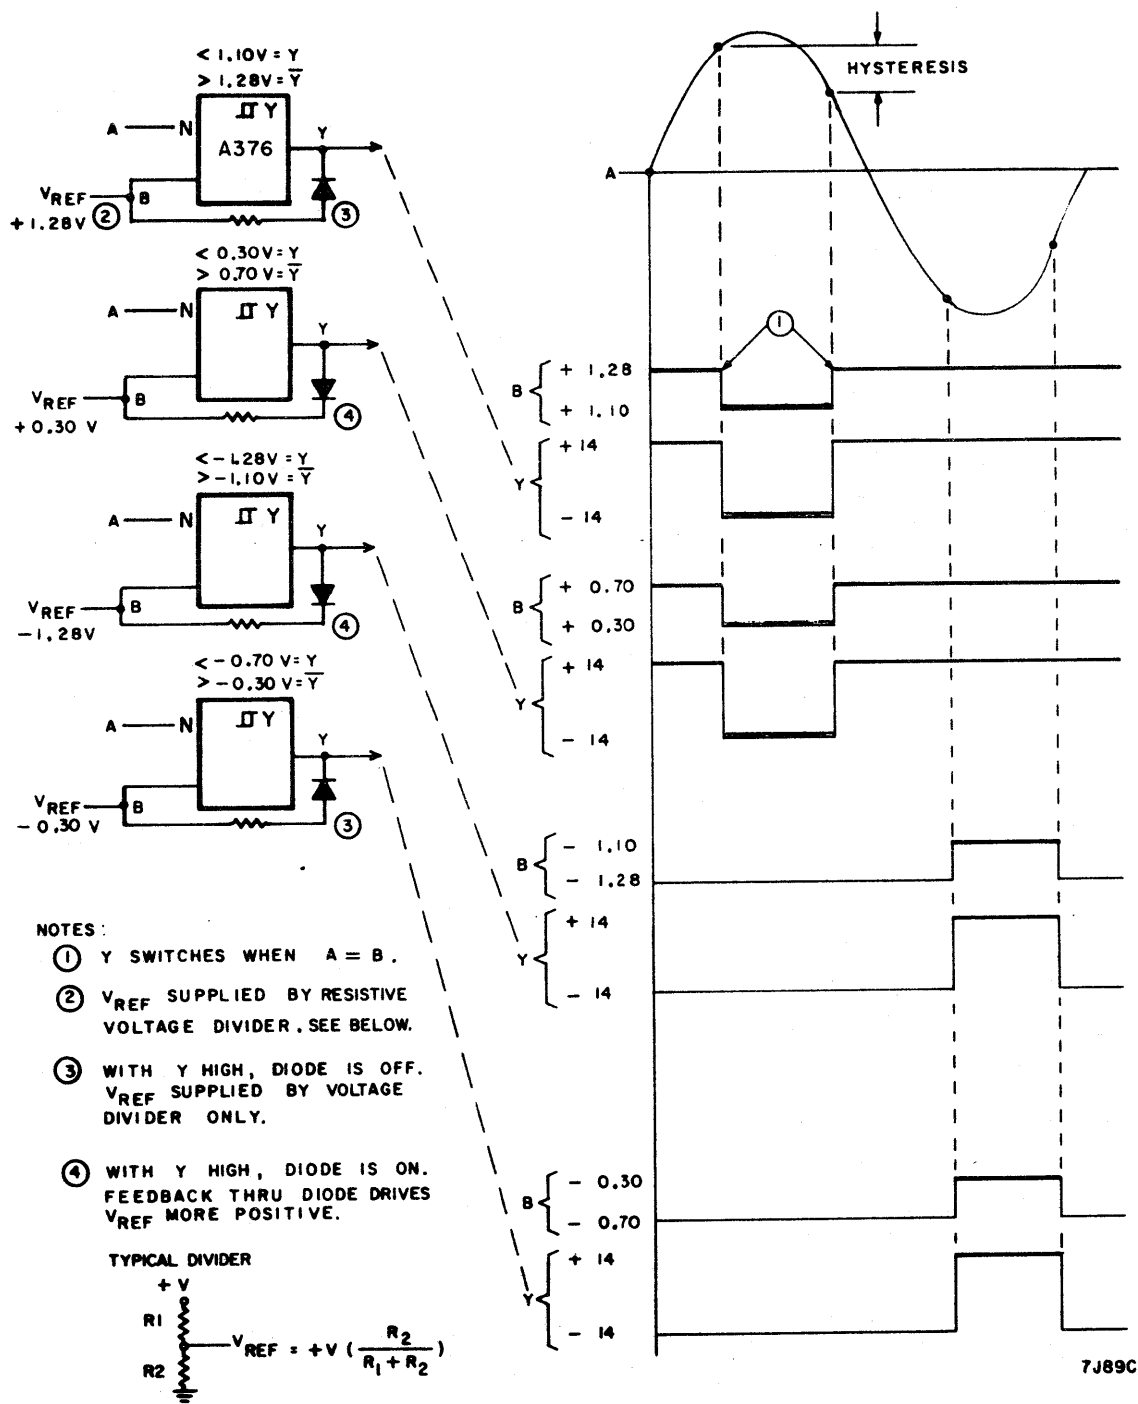 < 1.10V = Y
> 1.28V = Y̅
A
N
Y
A376
Y
VREF
B
+1.28V
2
3
< 0.30V = Y
> 0.70V = Y̅
A
N
Y
Y
VREF
B
+0.30 V
4
< -1.28V = Y
> -1.10V = Y̅
A
N
Y
Y
VREF
B
-1.28V
4
< -0.70 V = Y
> -0.30 V = Y̅
A
N
Y
Y
VREF
B
-0.30 V
3
HYSTERESIS
A
1
B
+ 1.28
+ 1.10
Y
+ 14
- 14
B
+ 0.70
+ 0.30
Y
+ 14
- 14
B
- 1.10
- 1.28
Y
+ 14
- 14
B
- 0.30
- 0.70
Y
+ 14
- 14
NOTES:
1 Y SWITCHES WHEN A = B.
2 VREF SUPPLIED BY RESISTIVE
VOLTAGE DIVIDER. SEE BELOW.
3 WITH Y HIGH, DIODE IS OFF.
VREF SUPPLIED BY VOLTAGE
DIVIDER ONLY.
4 WITH Y HIGH, DIODE IS ON.
FEEDBACK THRU DIODE DRIVES
VREF MORE POSITIVE.
TYPICAL DIVIDER
+ V
R1
R2
VREF = +V ( R2 / R1 + R2 )
7J89C